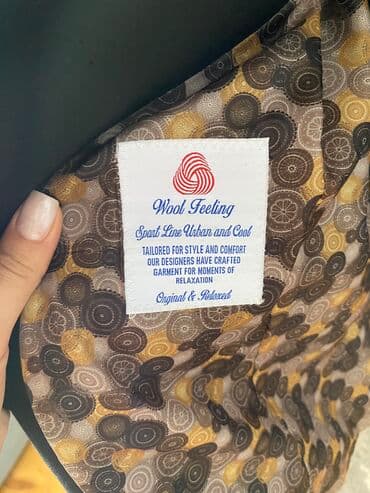 Wool Feeling
Sport Line Urban and Cool
TAILORED FOR STYLE AND COMFORT
OUR DESIGNERS HAVE CRAFTED
GARMENT FOR MOMENTS OF
RELAXATION
Orginal & Relaxed